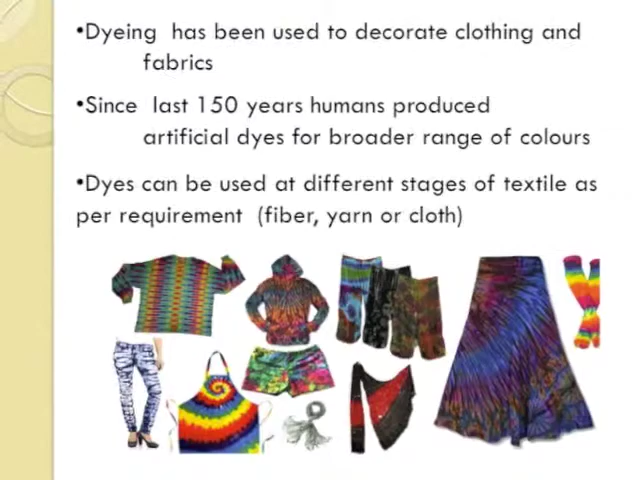 •Dyeing has been used to decorate clothing and
fabrics
•Since last 150 years humans produced
artificial dyes for broader range of colours
•Dyes can be used at different stages of textile as
per requirement (fiber, yarn or cloth)